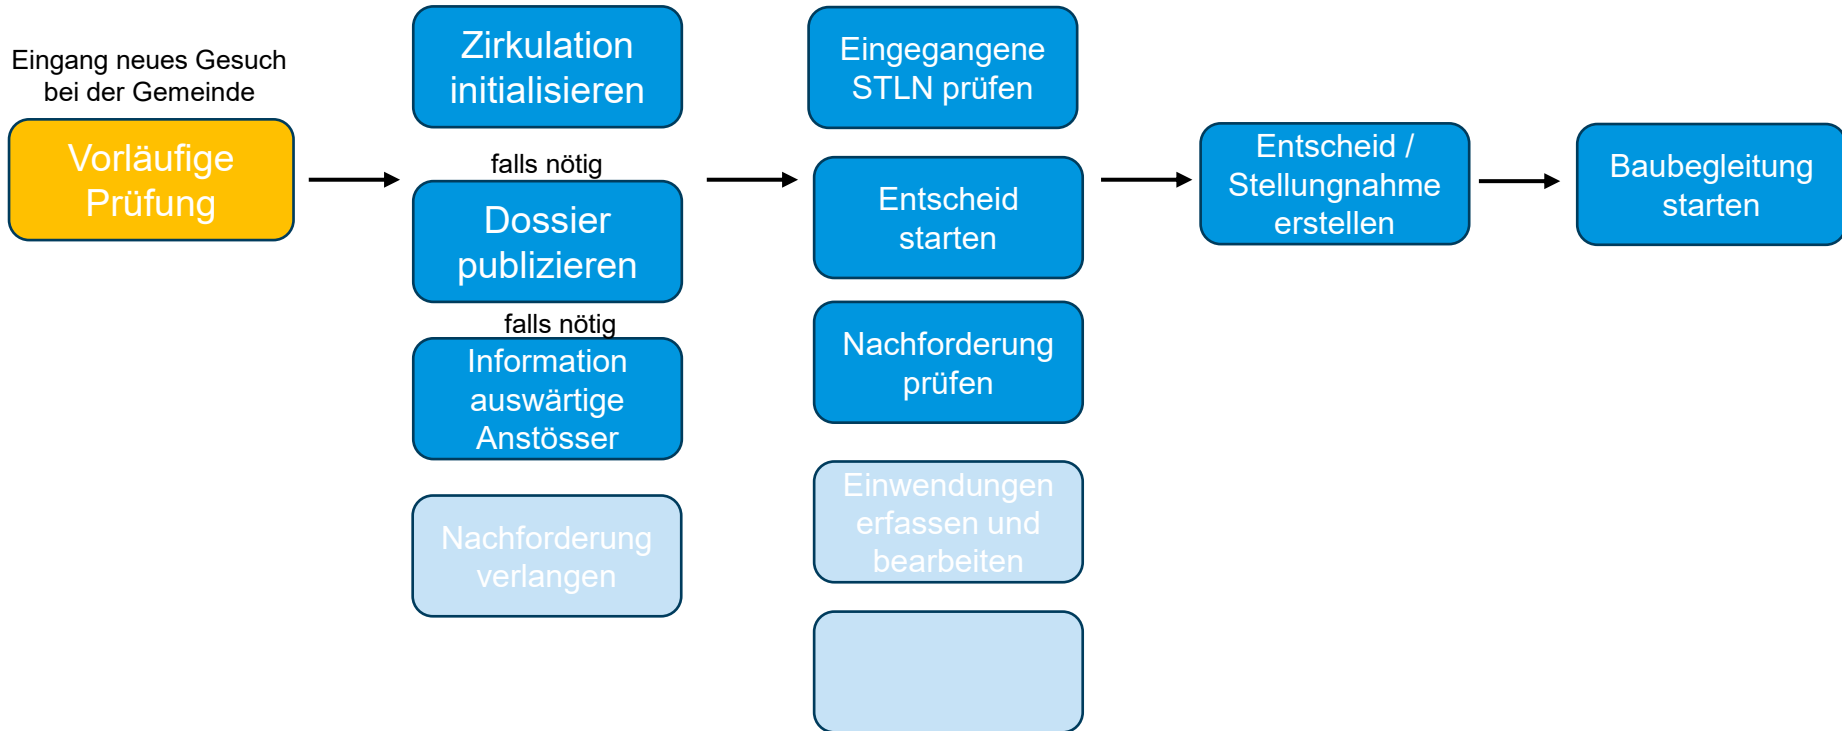 Eingang neues Gesuch
bei der Gemeinde
Vorläufige
Prüfung
Zirkulation
initialisieren
falls nötig
Dossier
publizieren
falls nötig
Information
auswärtige
Anstösser
Nachforderung
verlangen
Eingegangene
STLN prüfen
Entscheid
starten
Nachforderung
prüfen
Einwendungen
erfassen und
bearbeiten
Entscheid /
Stellungnahme
erstellen
Baubegleitung
starten